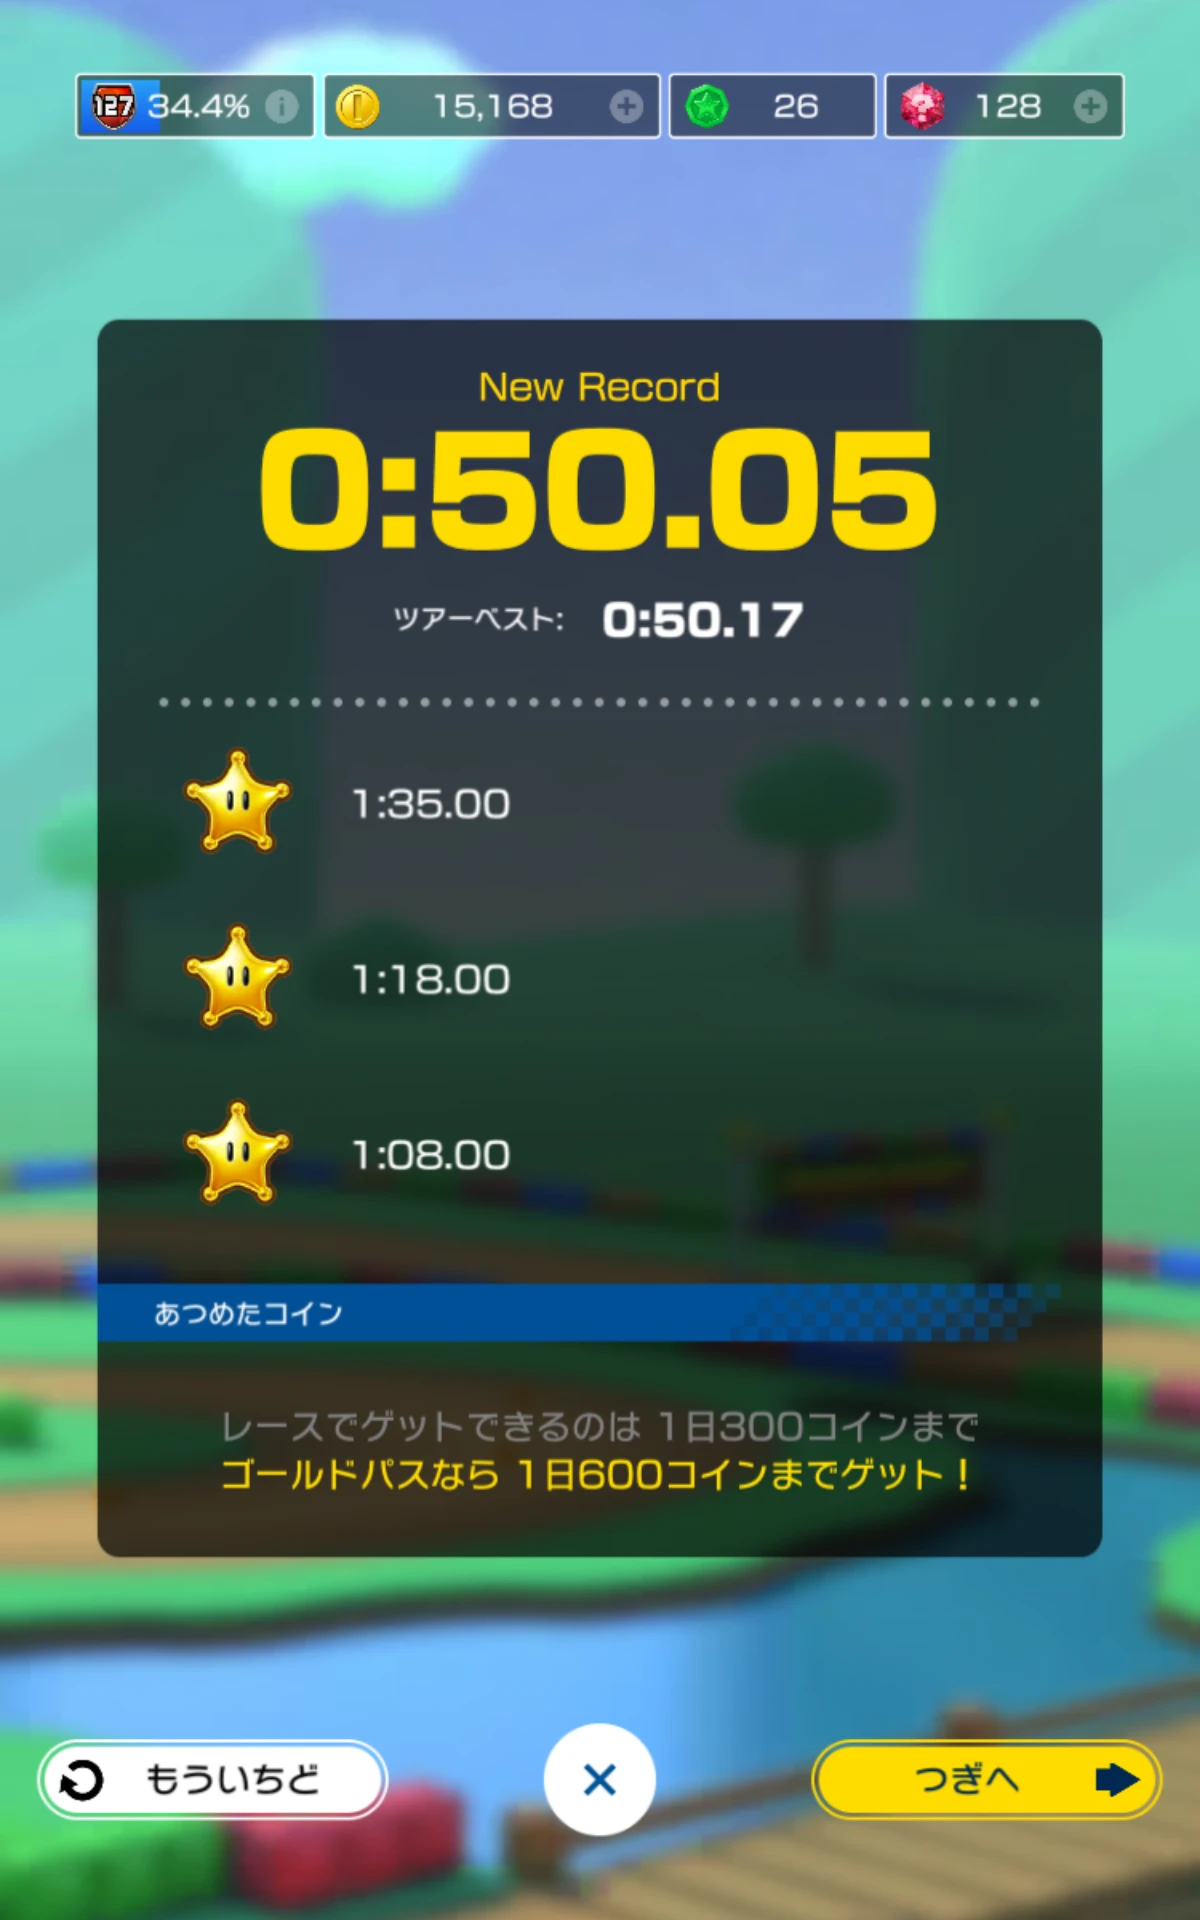 127 34.4% 15,168 26 128
New Record
0:50.05
ツアーベスト: 0:50.17
1:35.00
1:18.00
1:08.00
あつめたコイン
レースでゲットできるのは 1日300コインまで
ゴールドパスなら 1日600コインまでゲット！
もういちど
つぎへ